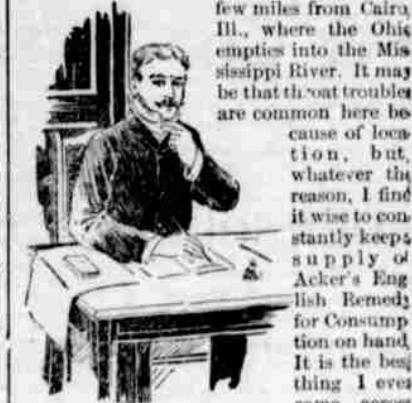 few miles from Cairo,
Ill., where the Ohio
empties into the Mis
sissippi River. It may
be that throat troubles
are common here be
cause of loca
tion, but,
whatever the
reason, I find
it wise to con
stantly keep a
supply of
Acker's Eng
lish Remedy
for Consump
tion on hand
It is the best
thing I ever
came across